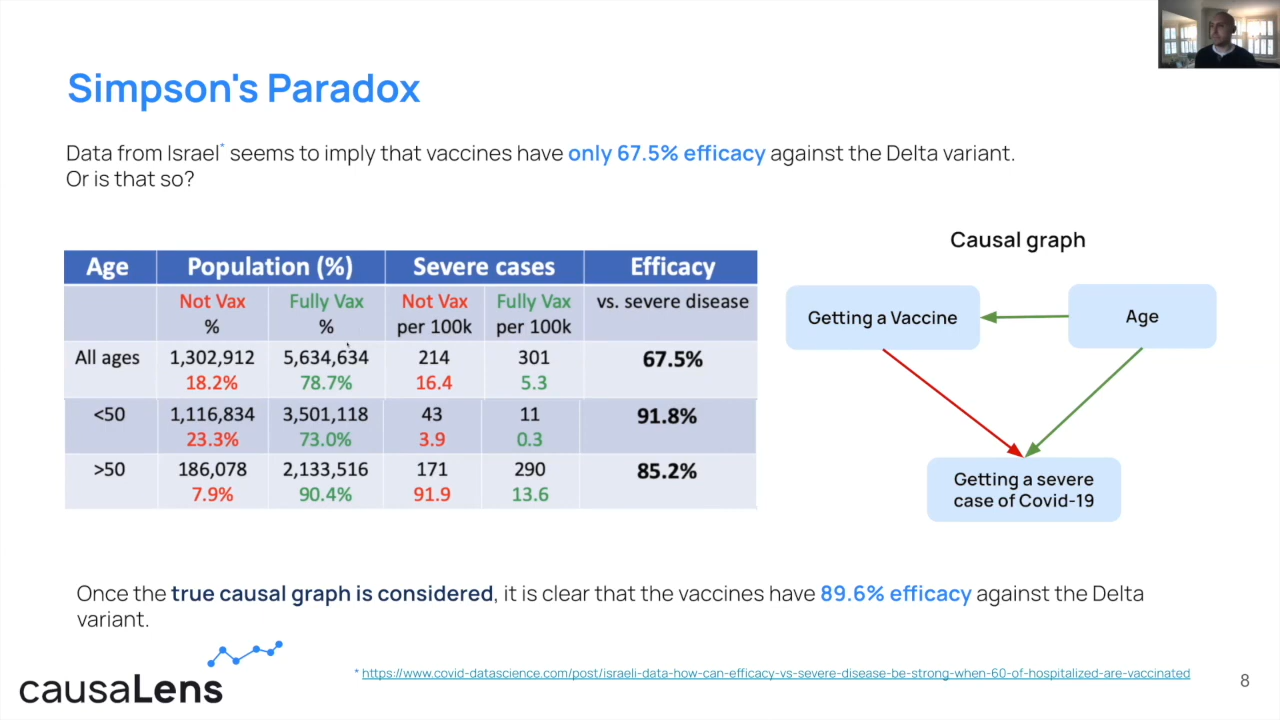 Simpson's Paradox
Data from Israel* seems to imply that vaccines have only 67.5% efficacy against the Delta variant.
Or is that so?
Age Population (%) Severe cases Efficacy
Not Vax Fully Vax Not Vax Fully Vax vs. severe disease
% % per 100k per 100k
All ages 1,302,912 5,634,634 214 301 67.5%
18.2% 78.7% 16.4 5.3
<50 1,116,834 3,501,118 43 11 91.8%
23.3% 73.0% 3.9 0.3
>50 186,078 2,133,516 171 290 85.2%
7.9% 90.4% 91.9 13.6
Causal graph
Getting a Vaccine
Age
Getting a severe
case of Covid-19
Once the true causal graph is considered, it is clear that the vaccines have 89.6% efficacy against the Delta
variant.
causaLens
* https://www.covid-datascience.com/post/israeli-data-how-can-efficacy-vs-severe-disease-be-strong-when-60-of-hospitalized-are-vaccinated
8